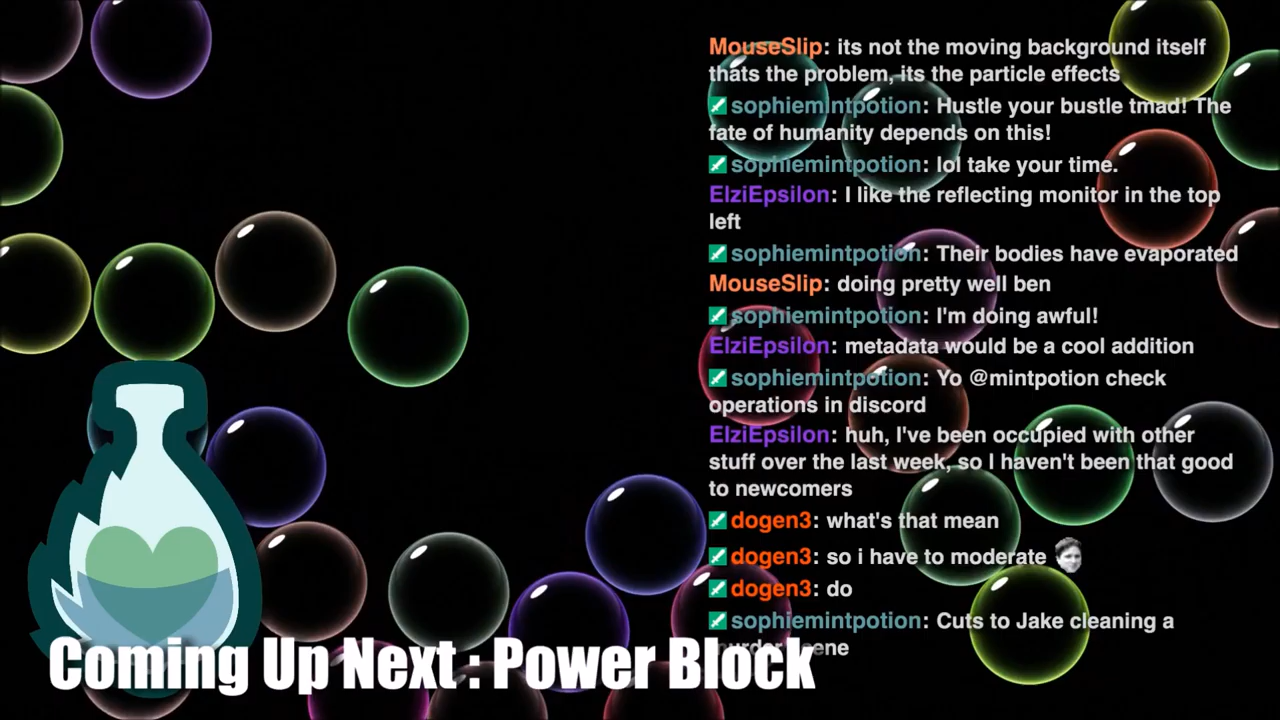 MouseSlip: its not the moving background itself
thats the problem, its the particle effects
sophiemintpotion: Hustle your bustle tmad! The
fate of humanity depends on this!
sophiemintpotion: lol take your time.
ElziEpsilon: I like the reflecting monitor in the top
left
sophiemintpotion: Their bodies have evaporated
MouseSlip: doing pretty well ben
sophiemintpotion: I'm doing awful!
ElziEpsilon: metadata would be a cool addition
sophiemintpotion: Yo @mintpotion check
operations in discord
ElziEpsilon: huh, I've been occupied with other
stuff over the last week, so I haven't been that good
to newcomers
dogen3: what's that mean
dogen3: so i have to moderate
dogen3: do
sophiemintpotion: Cuts to Jake cleaning a
murder scene
Coming Up Next : Power Block